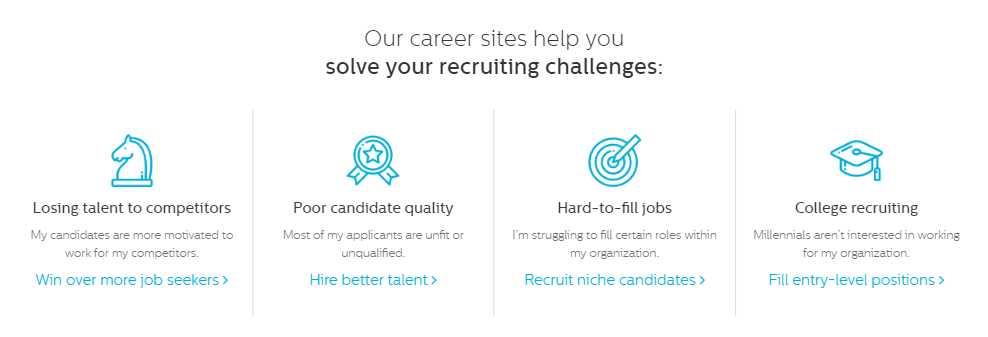 Our career sites help you
solve your recruiting challenges:
Losing talent to competitors
My candidates are more motivated to
work for my competitors.
Win over more job seekers >
Poor candidate quality
Most of my applicants are unfit or
unqualified.
Hire better talent >
Hard-to-fill jobs
I'm struggling to fill certain roles within
my organization.
Recruit niche candidates >
College recruiting
Millennials aren't interested in working
for my organization.
Fill entry-level positions >